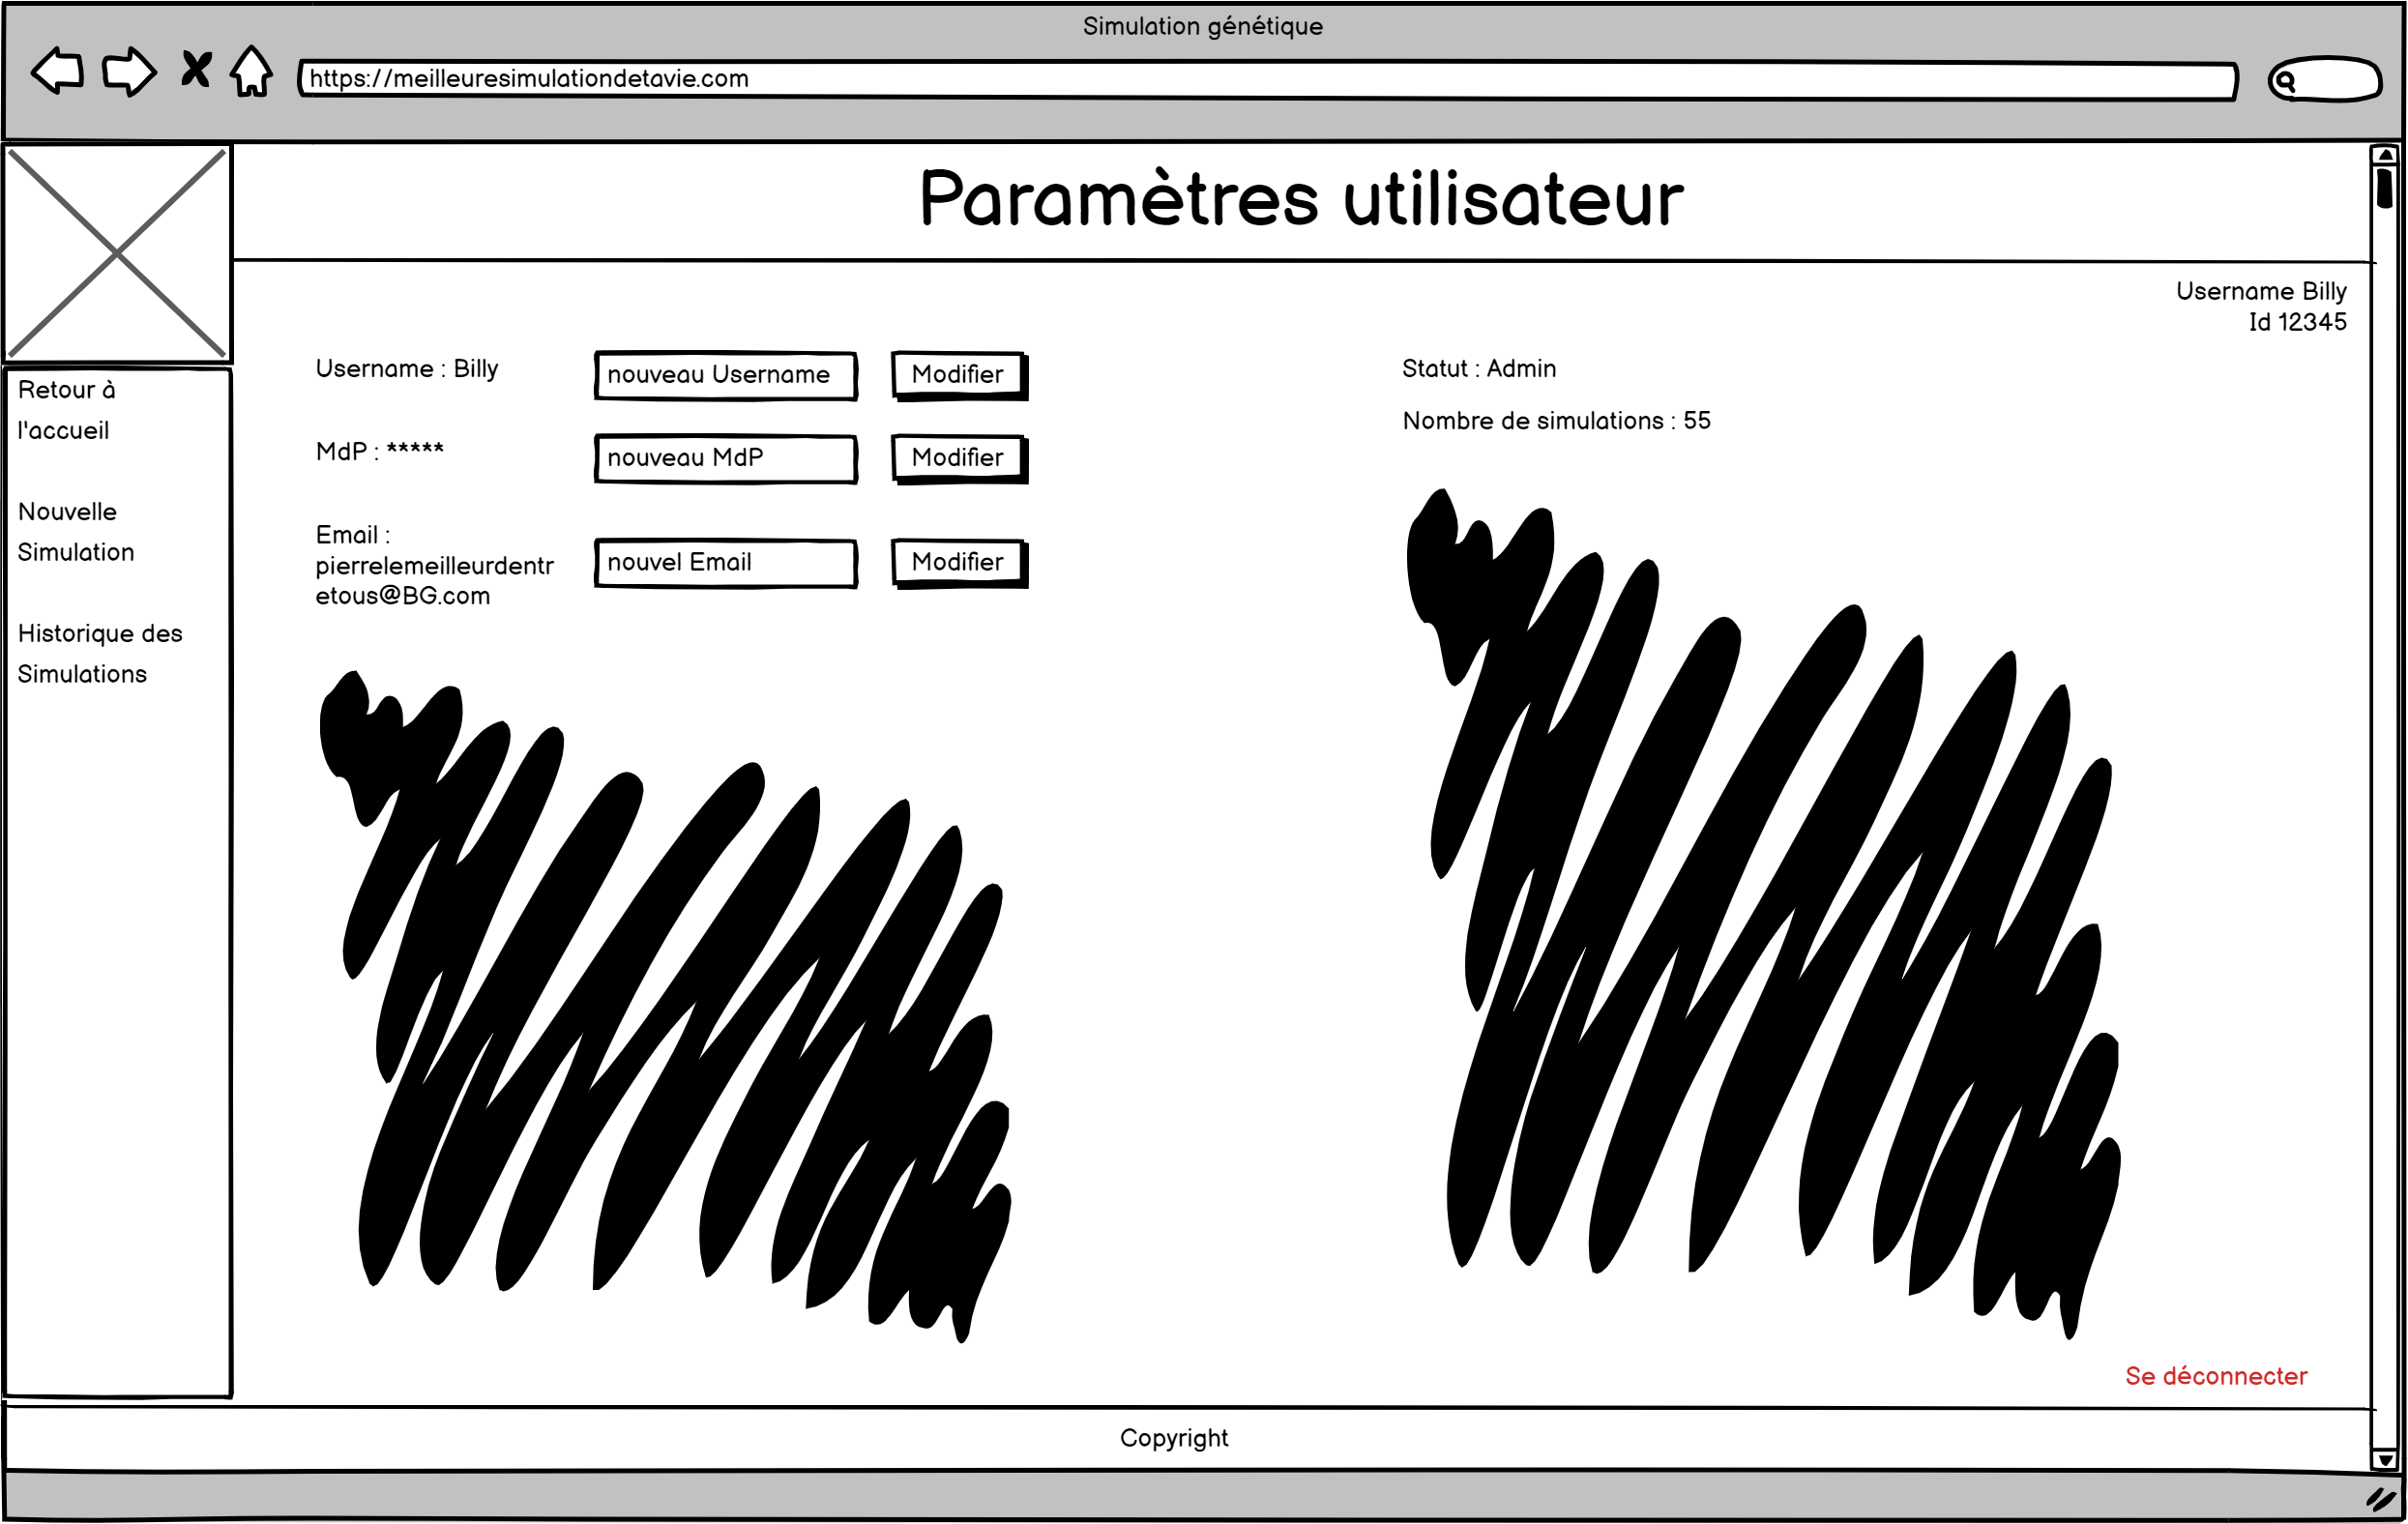 Simulation génétique
https://meilleuresimulationdetavie.com
Paramètres utilisateur
Username Billy
Id 12345
Retour à
l'accueil
Nouvelle
Simulation
Historique des
Simulations
Username : Billy
nouveau Username
Modifier
MdP : *****
nouveau MdP
Modifier
Email :
pierrelemeilleurdentr
etous@BG.com
nouvel Email
Modifier
Statut : Admin
Nombre de simulations : 55
Se déconnecter
Copyright